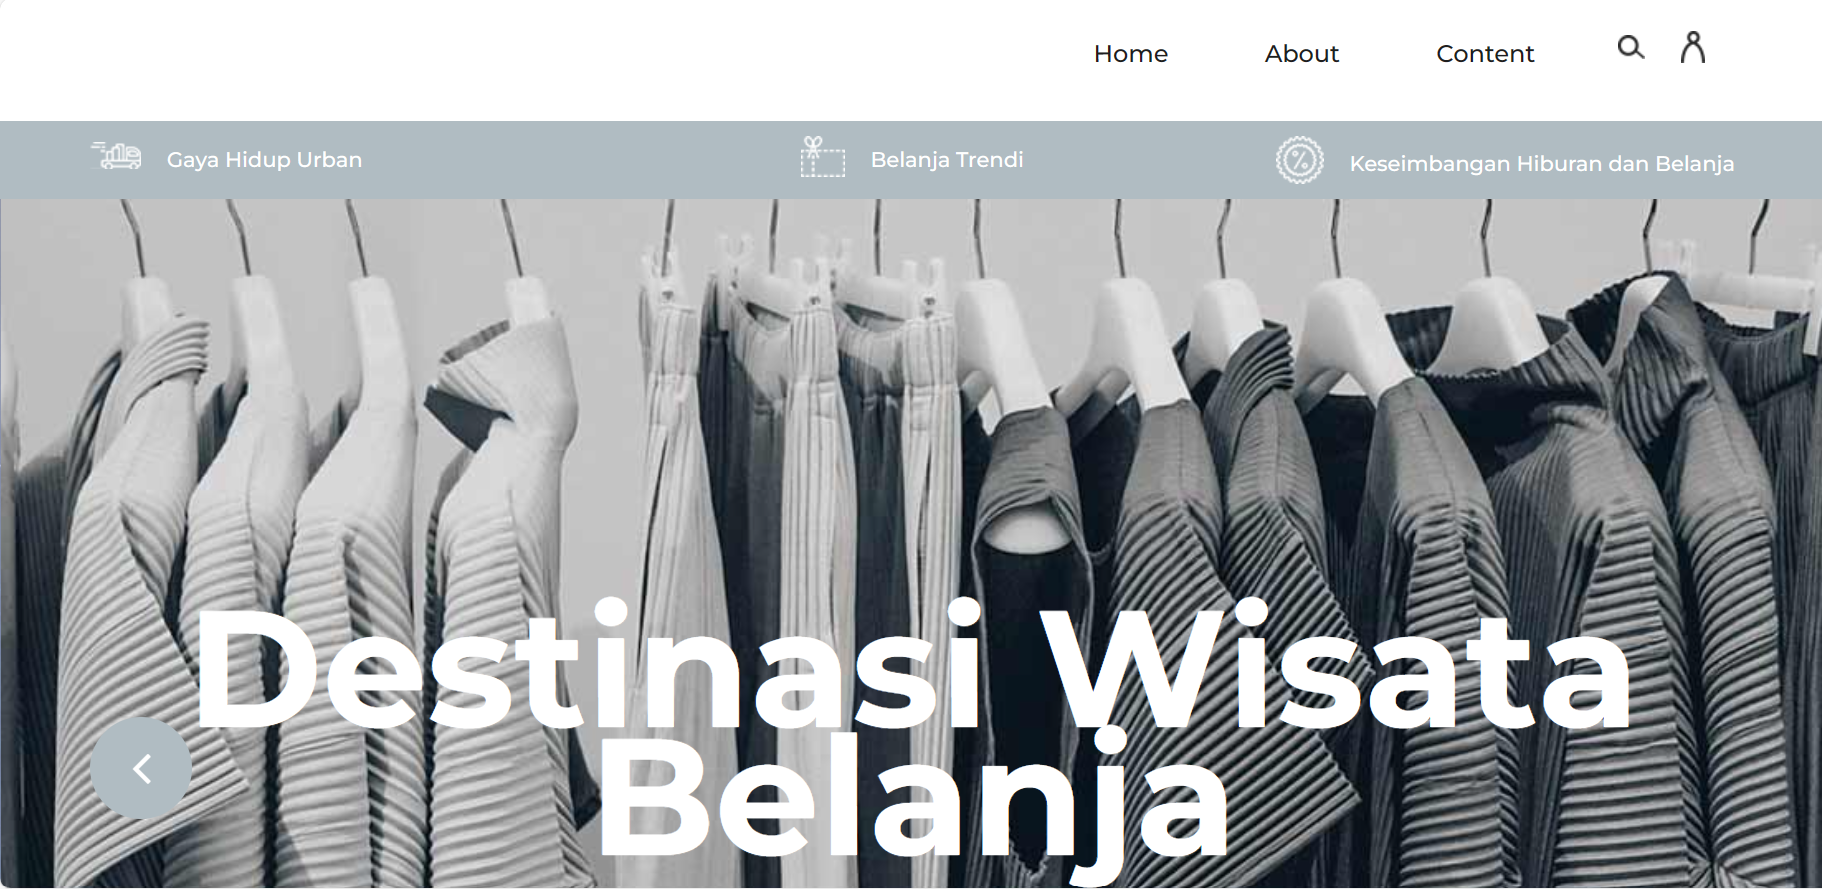 Home About Content
Gaya Hidup Urban Belanja Trendi Keseimbangan Hiburan dan Belanja
Destinasi Wisata
Belanja